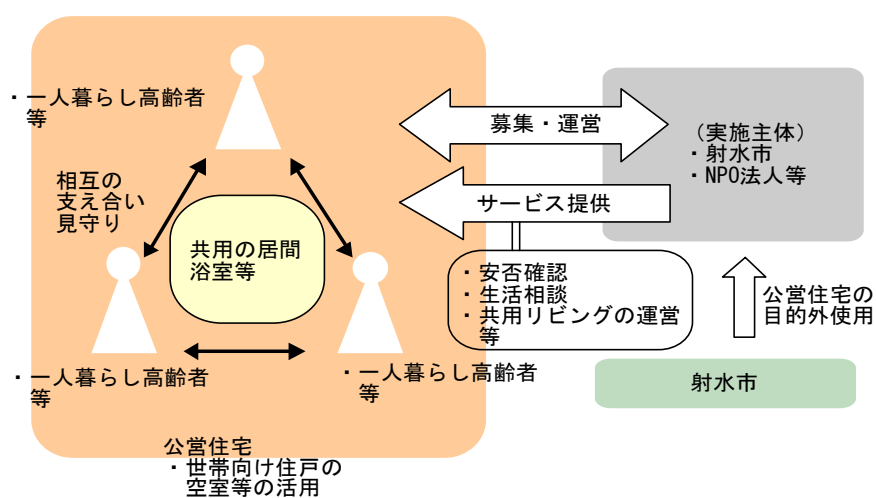 ・一人暮らし高齢者
等
相互の
支え合い
見守り
共用の居間
浴室等
・一人暮らし高齢者
等
・一人暮らし高齢者
等
公営住宅
・世帯向け住戸の
空室等の活用
募集・運営
サービス提供
・安否確認
・生活相談
・共用リビングの運営
等
（実施主体）
・射水市
・NPO法人等
公営住宅の
目的外使用
射水市